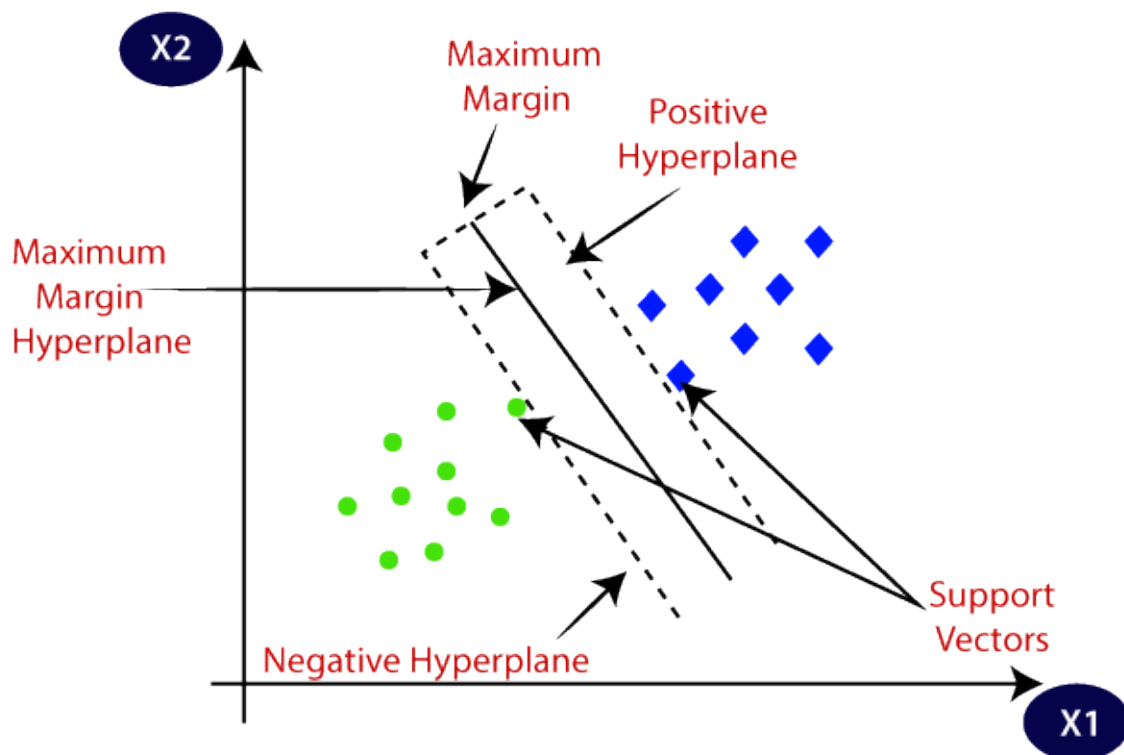 X2
Maximum
Margin
Positive
Hyperplane
Maximum
Margin
Hyperplane
Support
Vectors
Negative Hyperplane
X1